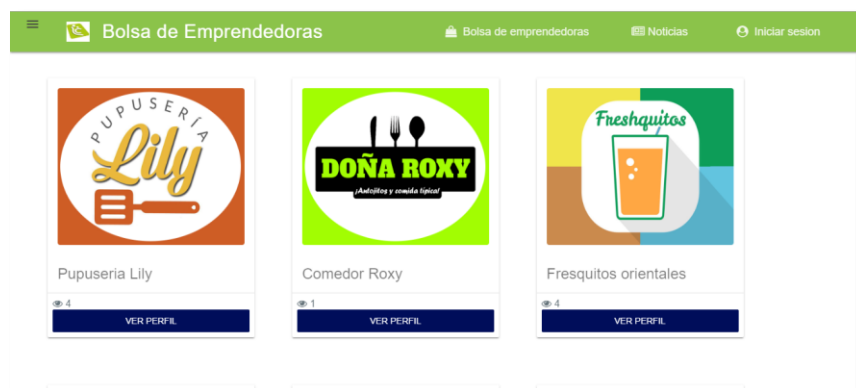 Bolsa de Emprendedoras
Bolsa de emprendedoras
Noticias
Iniciar sesion
PUPUSERÍA
Lily
DOÑA ROXY
¡Antojitos y comida típica!
Freshquitos
Pupuseria Lily
Comedor Roxy
Fresquitos orientales
4
1
4
VER PERFIL
VER PERFIL
VER PERFIL